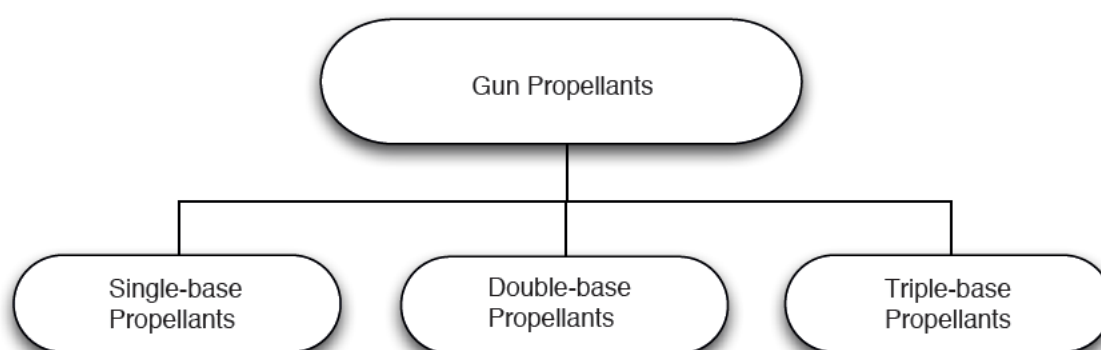 Gun Propellants
Single-base
Propellants
Double-base
Propellants
Triple-base
Propellants